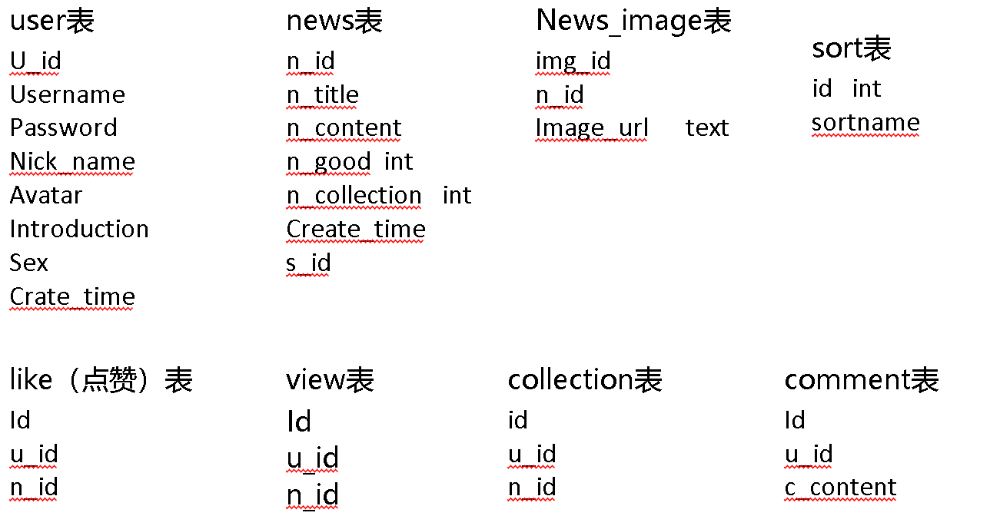 user表
U_id
Username
Password
Nick_name
Avatar
Introduction
Sex
Crate_time
news表
n_id
n_title
n_content
n_good int
n_collection int
Create_time
s_id
News_image表
img_id
n_id
Image_url text
sort表
id int
sortname
like（点赞）表
Id
u_id
n_id
view表
Id
u_id
n_id
collection表
id
u_id
n_id
comment表
Id
u_id
c_content